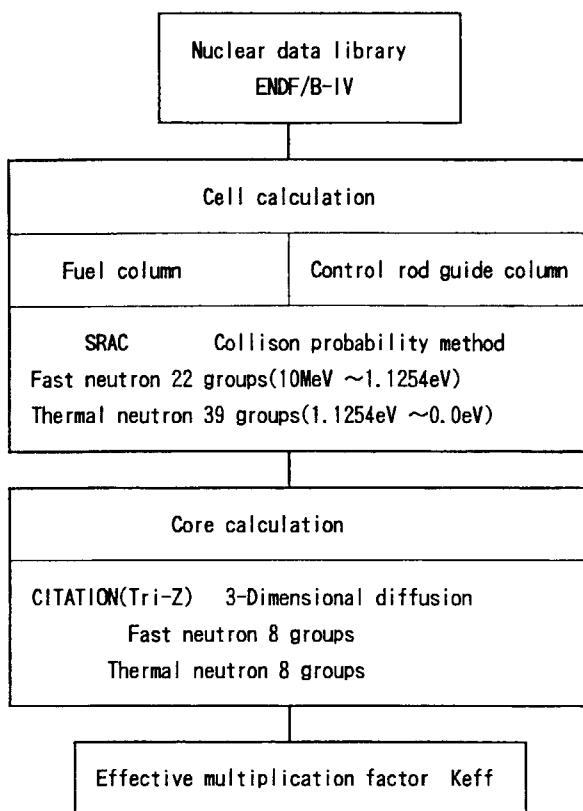 Nuclear data library
ENDF/B-IV
Cell calculation
Fuel column
Control rod guide column
SRAC Collison probability method
Fast neutron 22 groups(10MeV ~1.1254eV)
Thermal neutron 39 groups(1.1254eV ~0.0eV)
Core calculation
CITATION(Tri-Z) 3-Dimensional diffusion
Fast neutron 8 groups
Thermal neutron 8 groups
Effective multiplication factor Keff